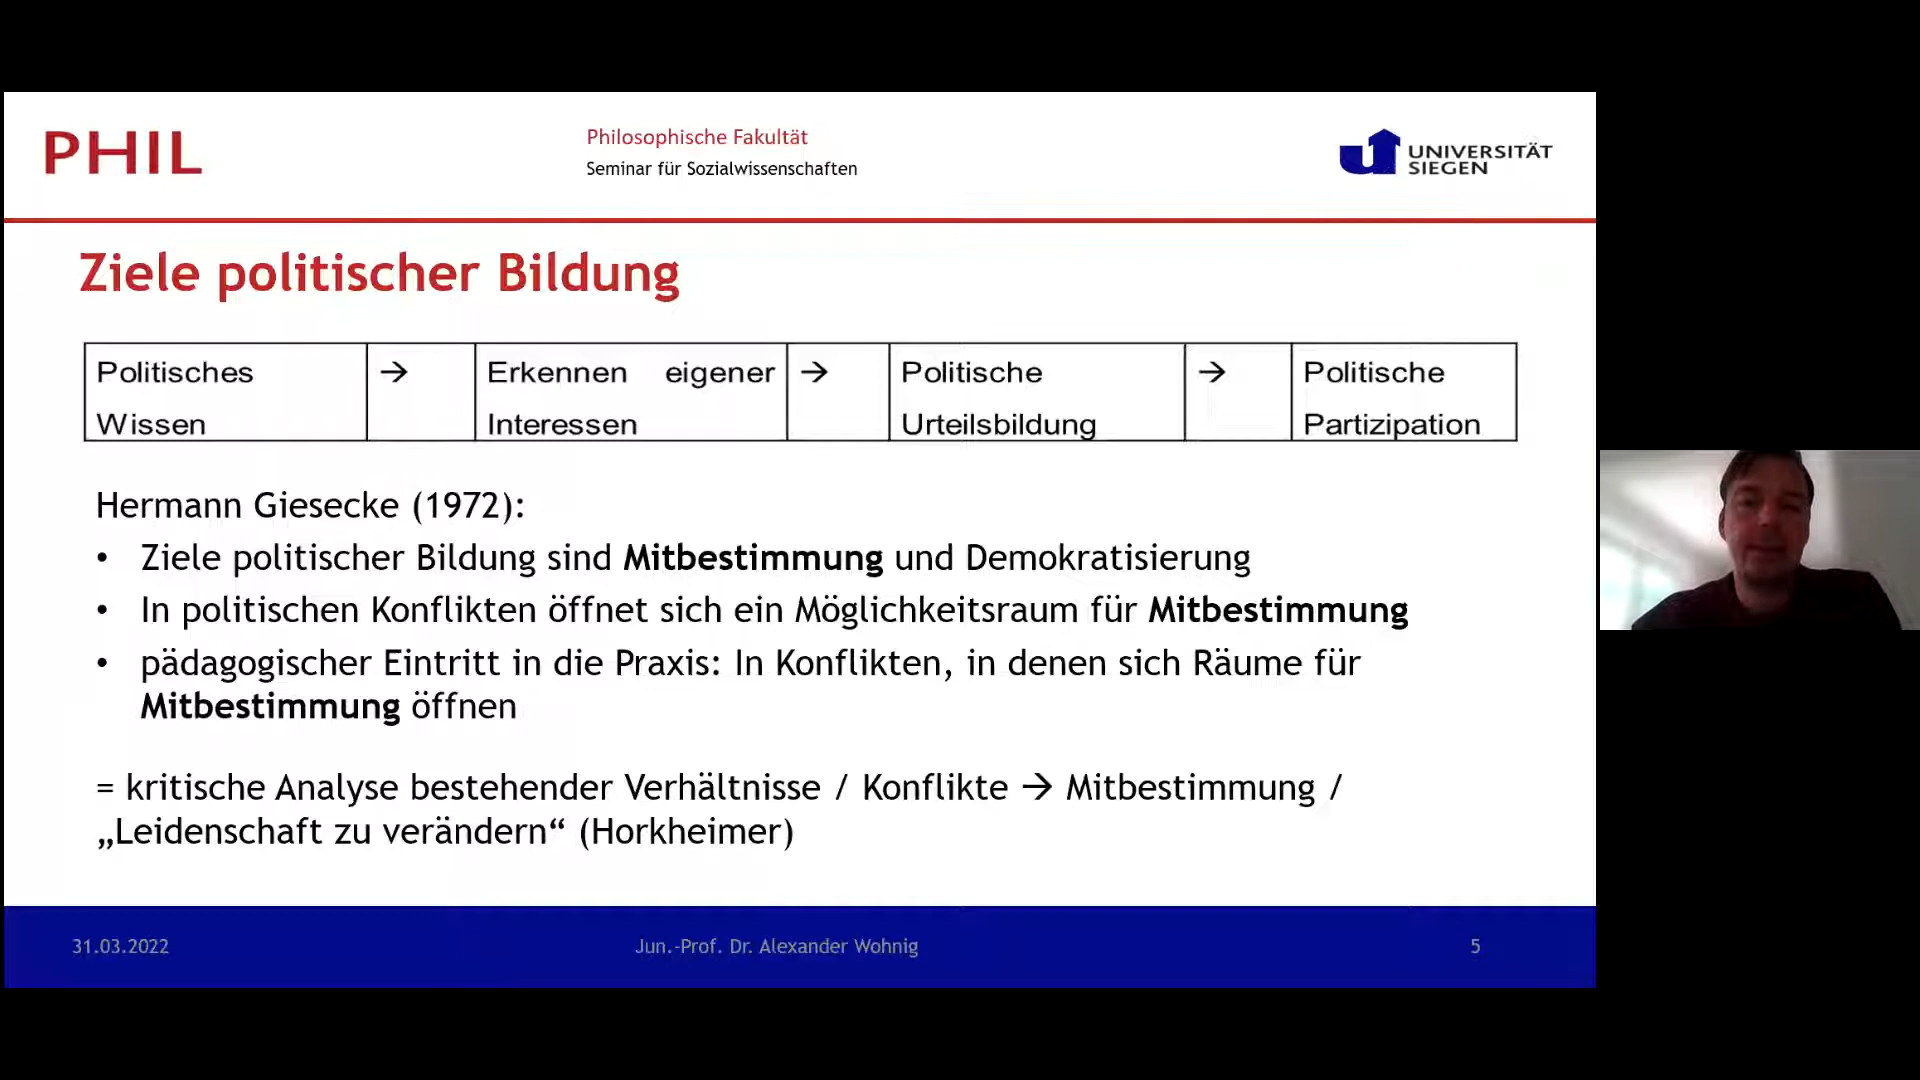 PHIL
Philosophische Fakultät
Seminar für Sozialwissenschaften
UNIVERSITÄT
SIEGEN
Ziele politischer Bildung
Politisches → Erkennen eigener → Politische → Politische
Wissen Interessen Urteilsbildung Partizipation
Hermann Giesecke (1972):
• Ziele politischer Bildung sind Mitbestimmung und Demokratisierung
• In politischen Konflikten öffnet sich ein Möglichkeitsraum für Mitbestimmung
• pädagogischer Eintritt in die Praxis: In Konflikten, in denen sich Räume für
Mitbestimmung öffnen
= kritische Analyse bestehender Verhältnisse / Konflikte → Mitbestimmung /
„Leidenschaft zu verändern“ (Horkheimer)
31.03.2022
Jun.-Prof. Dr. Alexander Wohnig
5